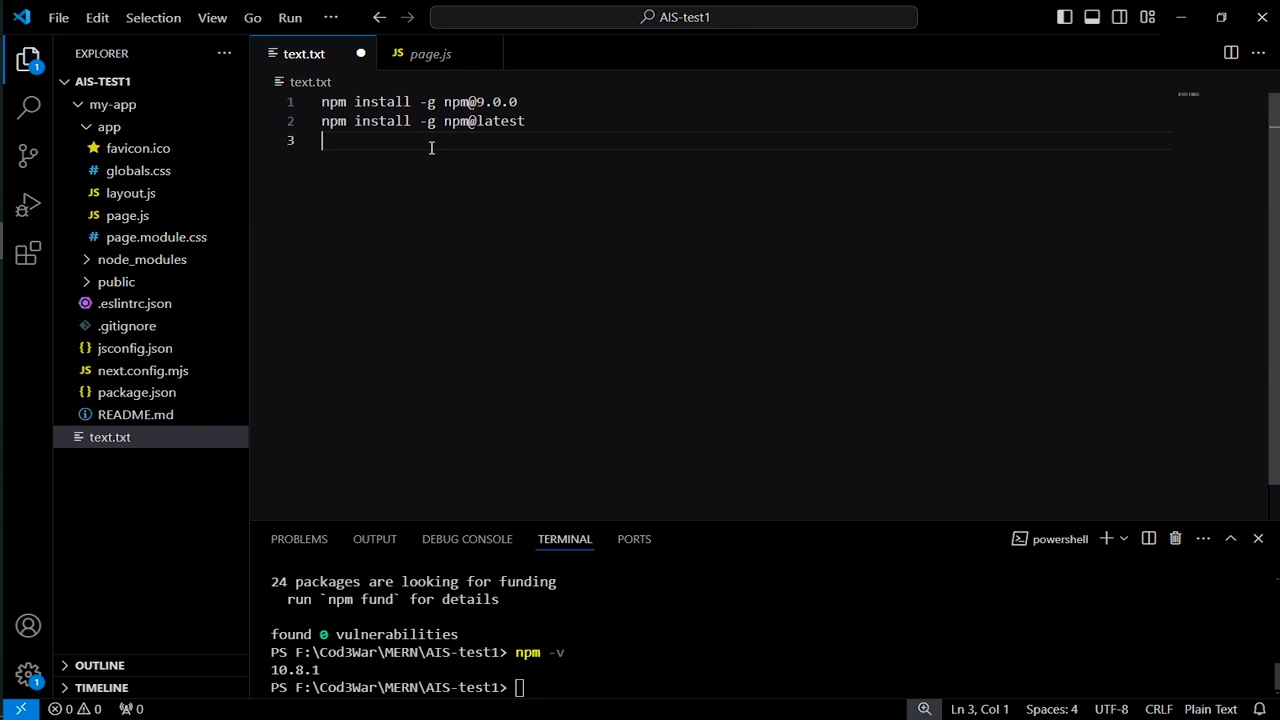 File Edit Selection View Go Run ··· AIS-test1
EXPLORER ···
text.txt
page.js
AIS-TEST1
my-app
app
favicon.ico
globals.css
layout.js
page.js
page.module.css
node_modules
public
.eslintrc.json
.gitignore
jsconfig.json
next.config.mjs
package.json
README.md
text.txt
OUTLINE
TIMELINE
text.txt
1 npm install -g npm@9.0.0
2 npm install -g npm@latest
3
PROBLEMS OUTPUT DEBUG CONSOLE TERMINAL PORTS powershell
24 packages are looking for funding
run `npm fund` for details
found 0 vulnerabilities
PS F:\Cod3War\MERN\AIS-test1> npm -v
10.8.1
PS F:\Cod3War\MERN\AIS-test1>
0 0 0 Ln 3, Col 1 Spaces: 4 UTF-8 CRLF Plain Text